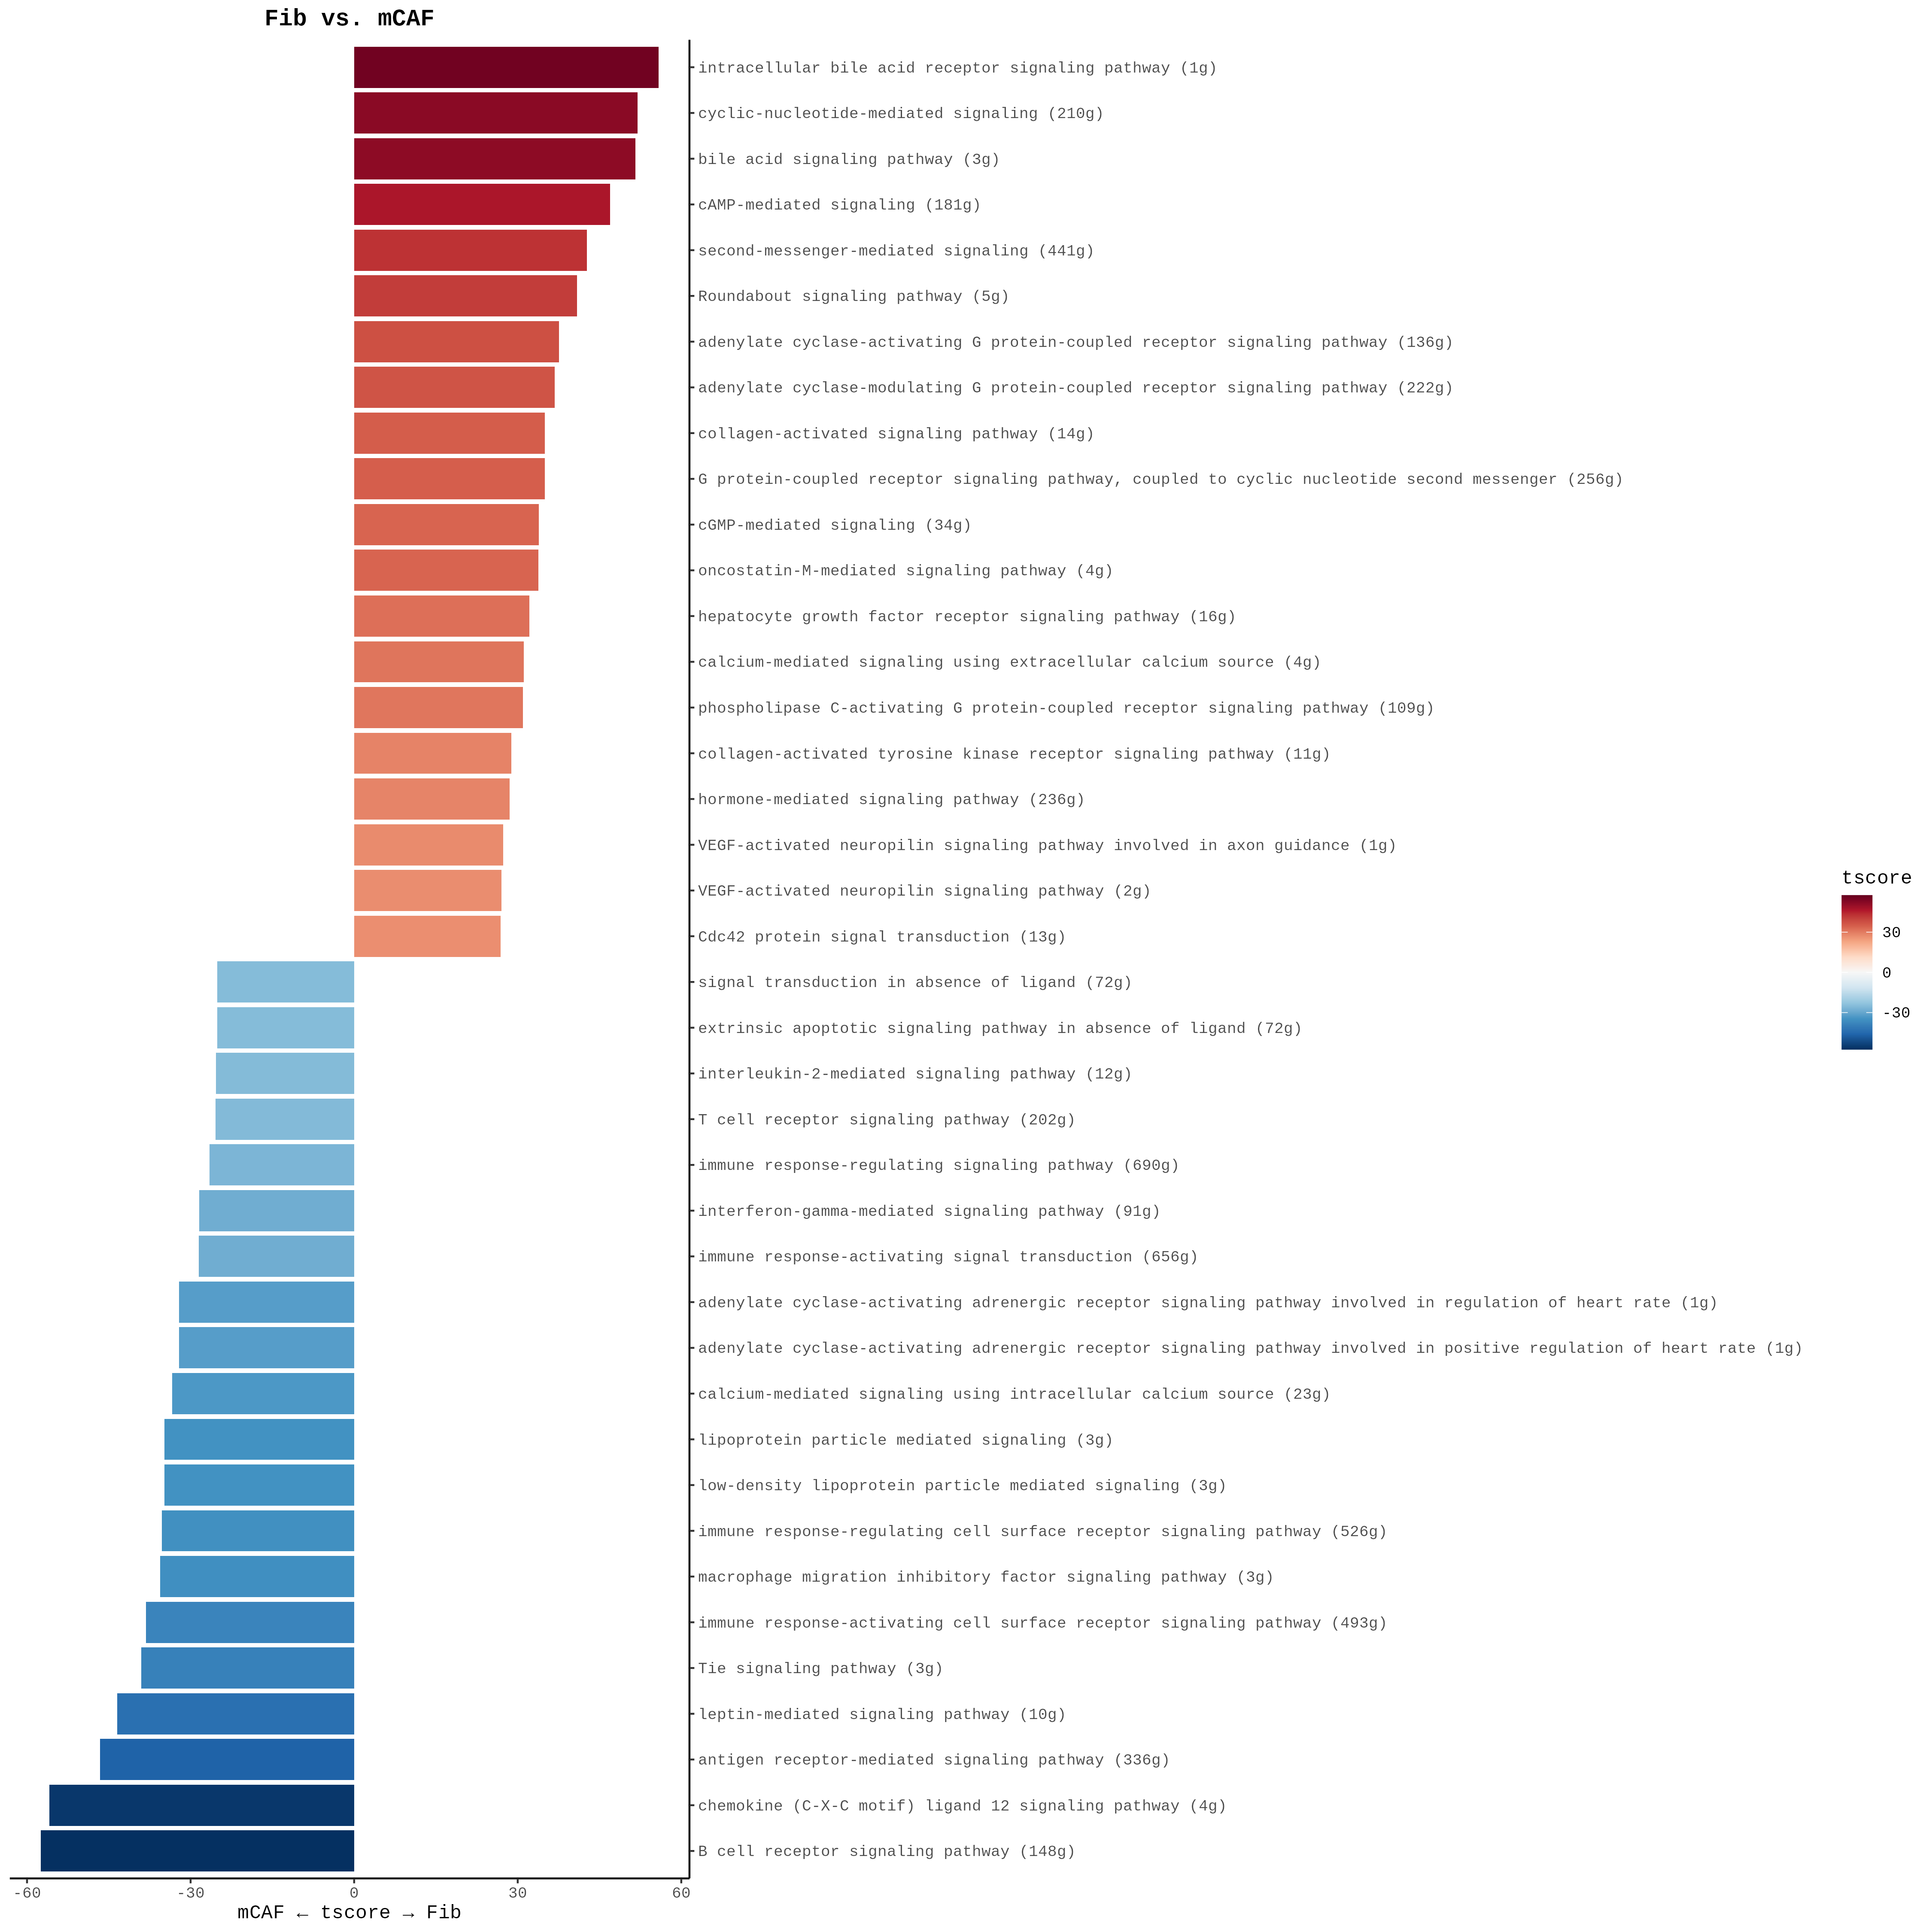 Fib vs. mCAF
intracellular bile acid receptor signaling pathway (1g)
cyclic-nucleotide-mediated signaling (210g)
bile acid signaling pathway (3g)
cAMP-mediated signaling (181g)
second-messenger-mediated signaling (441g)
Roundabout signaling pathway (5g)
adenylate cyclase-activating G protein-coupled receptor signaling pathway (136g)
adenylate cyclase-modulating G protein-coupled receptor signaling pathway (222g)
collagen-activated signaling pathway (14g)
G protein-coupled receptor signaling pathway, coupled to cyclic nucleotide second messenger (256g)
cGMP-mediated signaling (34g)
oncostatin-M-mediated signaling pathway (4g)
hepatocyte growth factor receptor signaling pathway (16g)
calcium-mediated signaling using extracellular calcium source (4g)
phospholipase C-activating G protein-coupled receptor signaling pathway (109g)
collagen-activated tyrosine kinase receptor signaling pathway (11g)
hormone-mediated signaling pathway (236g)
VEGF-activated neuropilin signaling pathway involved in axon guidance (1g)
VEGF-activated neuropilin signaling pathway (2g)
Cdc42 protein signal transduction (13g)
signal transduction in absence of ligand (72g)
extrinsic apoptotic signaling pathway in absence of ligand (72g)
interleukin-2-mediated signaling pathway (12g)
T cell receptor signaling pathway (202g)
immune response-regulating signaling pathway (690g)
interferon-gamma-mediated signaling pathway (91g)
immune response-activating signal transduction (656g)
adenylate cyclase-activating adrenergic receptor signaling pathway involved in regulation of heart rate (1g)
adenylate cyclase-activating adrenergic receptor signaling pathway involved in positive regulation of heart rate (1g)
calcium-mediated signaling using intracellular calcium source (23g)
lipoprotein particle mediated signaling (3g)
low-density lipoprotein particle mediated signaling (3g)
immune response-regulating cell surface receptor signaling pathway (526g)
macrophage migration inhibitory factor signaling pathway (3g)
immune response-activating cell surface receptor signaling pathway (493g)
Tie signaling pathway (3g)
leptin-mediated signaling pathway (10g)
antigen receptor-mediated signaling pathway (336g)
chemokine (C-X-C motif) ligand 12 signaling pathway (4g)
B cell receptor signaling pathway (148g)
-60 -30 0 30 60
mCAF ← tscore → Fib
tscore
30
0
-30